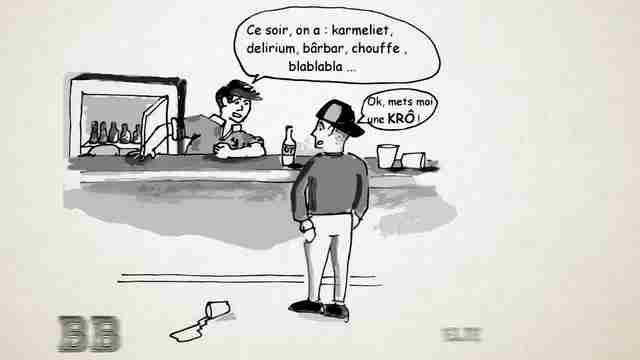 Ce soir, on a : karmeliet,
delirium, bârbar, chouffe ,
blablabla ...
Ok, mets moi
une KRÔ !
BB